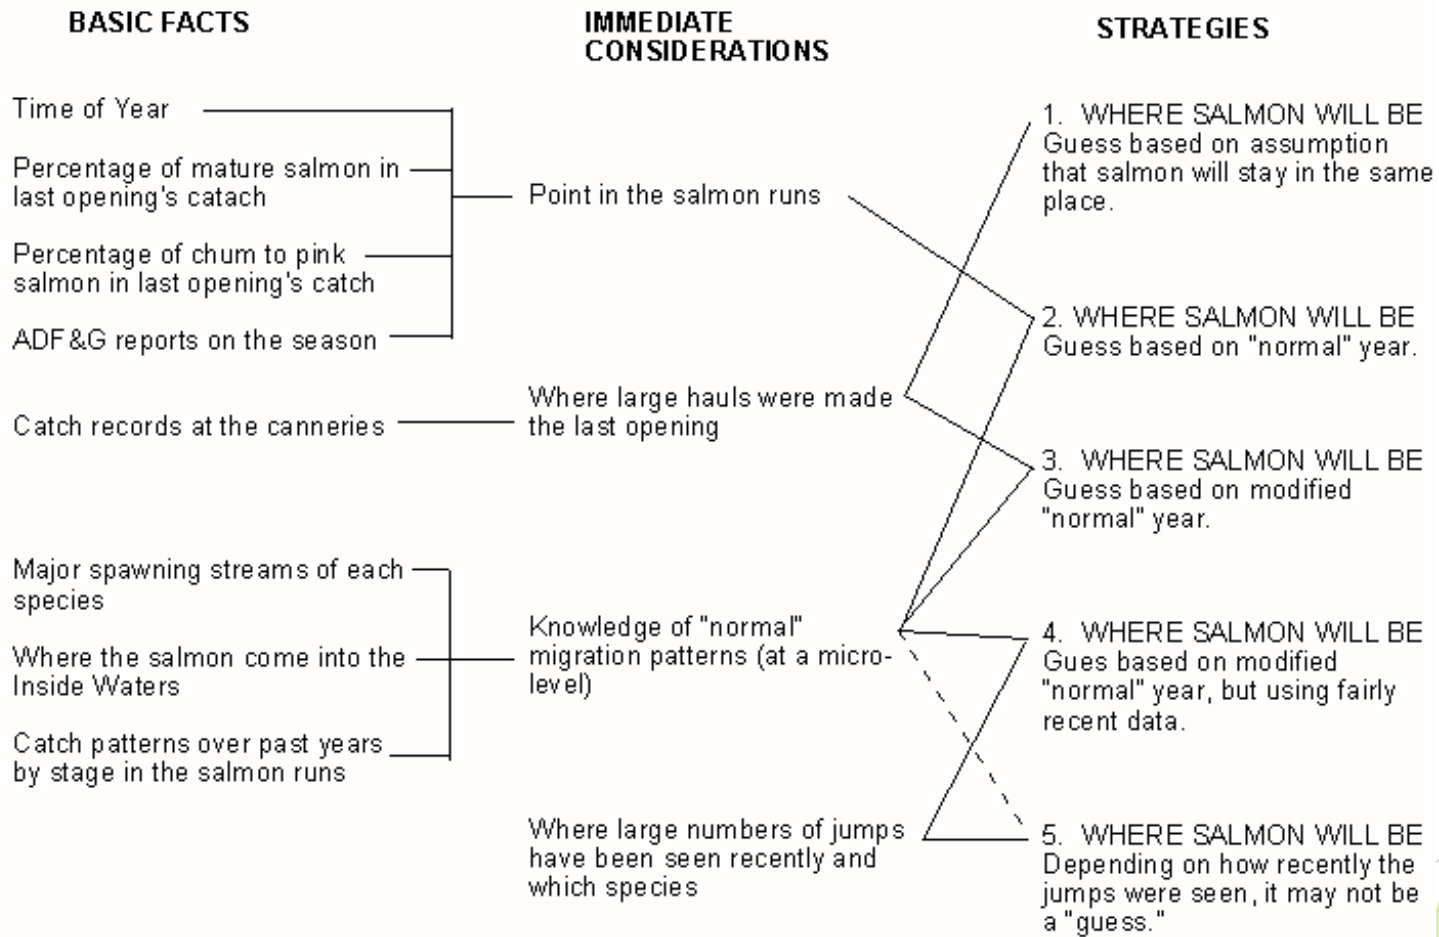 BASIC FACTS
Time of Year
Percentage of mature salmon in
last opening's catach
Percentage of chum to pink
salmon in last opening's catch
ADF&G reports on the season
Catch records at the canneries
Major spawning streams of each
species
Where the salmon come into the
Inside Waters
Catch patterns over past years
by stage in the salmon runs
IMMEDIATE
CONSIDERATIONS
Point in the salmon runs
Where large hauls were made
the last opening
Knowledge of "normal"
migration patterns (at a micro-
level)
Where large numbers of jumps
have been seen recently and
which species
STRATEGIES
1. WHERE SALMON WILL BE
Guess based on assumption
that salmon will stay in the same
place.
2. WHERE SALMON WILL BE
Guess based on "normal" year.
3. WHERE SALMON WILL BE
Guess based on modified
"normal" year.
4. WHERE SALMON WILL BE
Gues based on modified
"normal" year, but using fairly
recent data.
5. WHERE SALMON WILL BE
Depending on how recently the
jumps were seen, it may not be
a "guess."